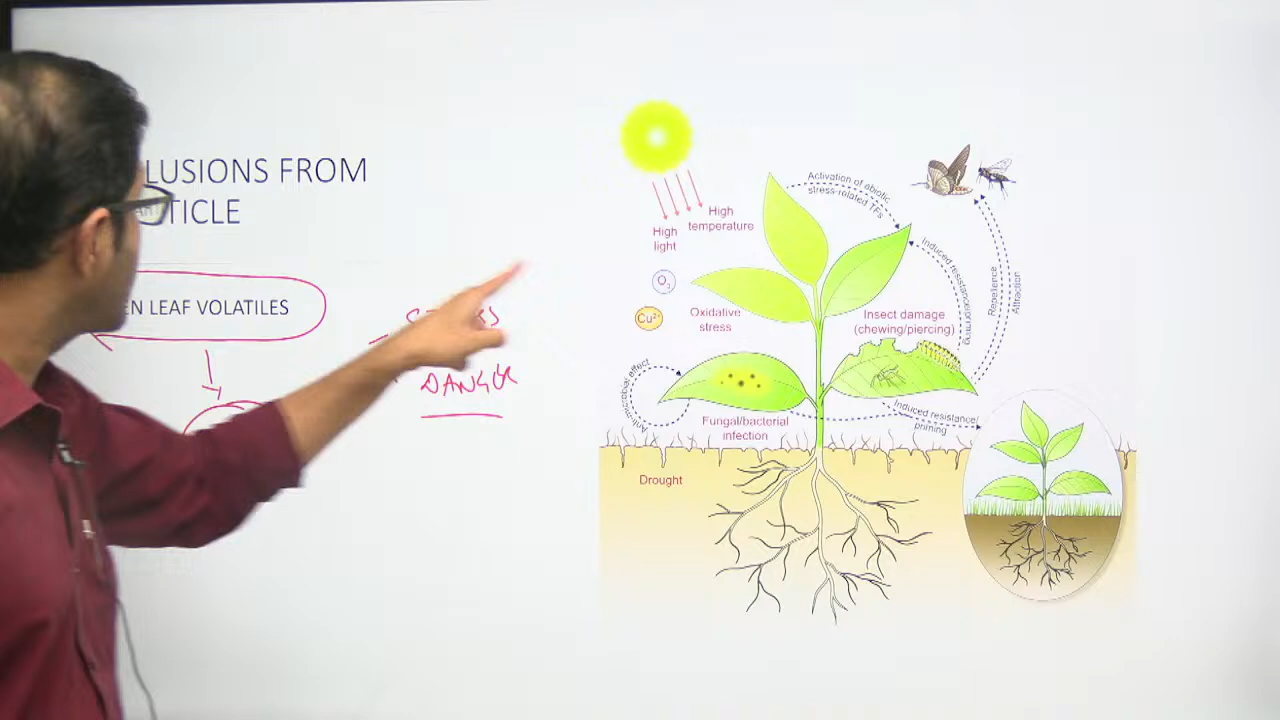 LUSIONS FROM
TICLE
EN LEAF VOLATILES
DANGER
High
temperature
High
light
O3
Cu2+
Oxidative
stress
Activation of abiotic
stress-related TFs
Induced resistance/priming
Repellence
Attraction
Insect damage
(chewing/piercing)
Anti-microbial effect
Fungal/bacterial
infection
Induced resistance/
priming
Drought